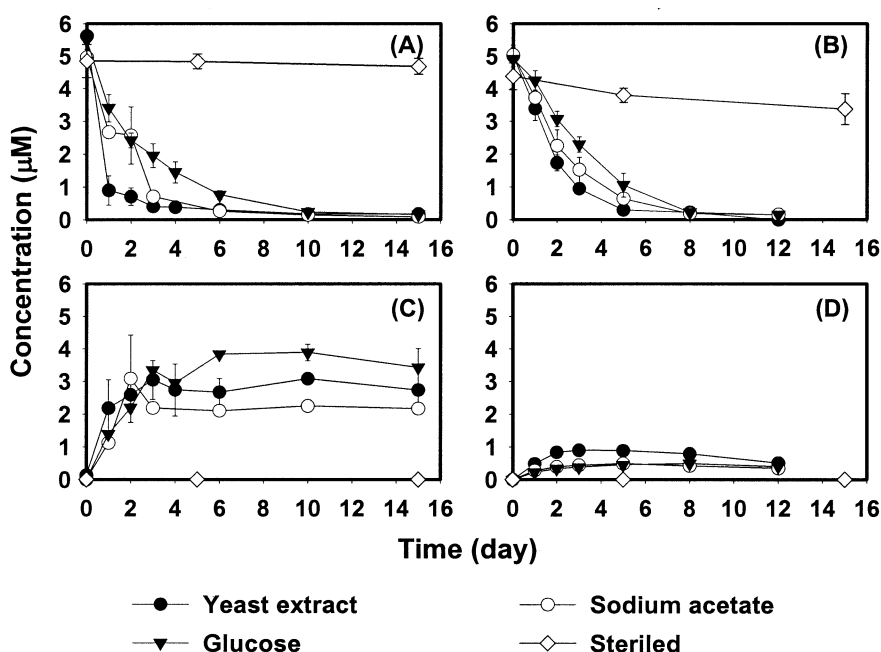 6
5
4
3
2
1
0
(A)
0 2 4 6 8 10 12 14 16
6
5
4
3
2
1
0
(B)
0 2 4 6 8 10 12 14 16
Concentration (μM)
6
5
4
3
2
1
0
(C)
0 2 4 6 8 10 12 14 16
6
5
4
3
2
1
0
(D)
0 2 4 6 8 10 12 14 16
Time (day)
Yeast extract
Sodium acetate
Glucose
Steriled